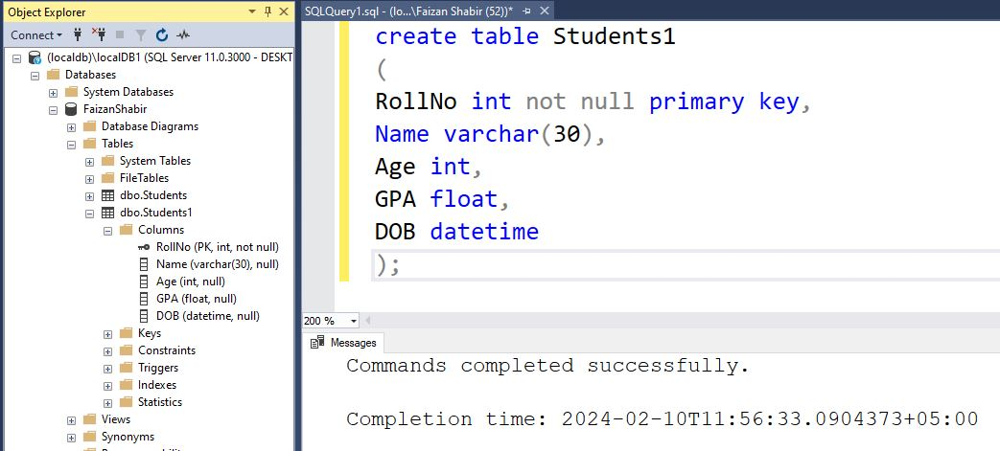 Object Explorer
Connect
(localdb)\localDB1 (SQL Server 11.0.3000 - DESKT
Databases
System Databases
FaizanShabir
Database Diagrams
Tables
System Tables
FileTables
dbo.Students
dbo.Students1
Columns
RollNo (PK, int, not null)
Name (varchar(30), null)
Age (int, null)
GPA (float, null)
DOB (datetime, null)
Keys
Constraints
Triggers
Indexes
Statistics
Views
Synonyms
SQLQuery1.sql - (lo...\Faizan Shabir (52))*
create table Students1
(
RollNo int not null primary key,
Name varchar(30),
Age int,
GPA float,
DOB datetime
);
200 %
Messages
Commands completed successfully.
Completion time: 2024-02-10T11:56:33.0904373+05:00